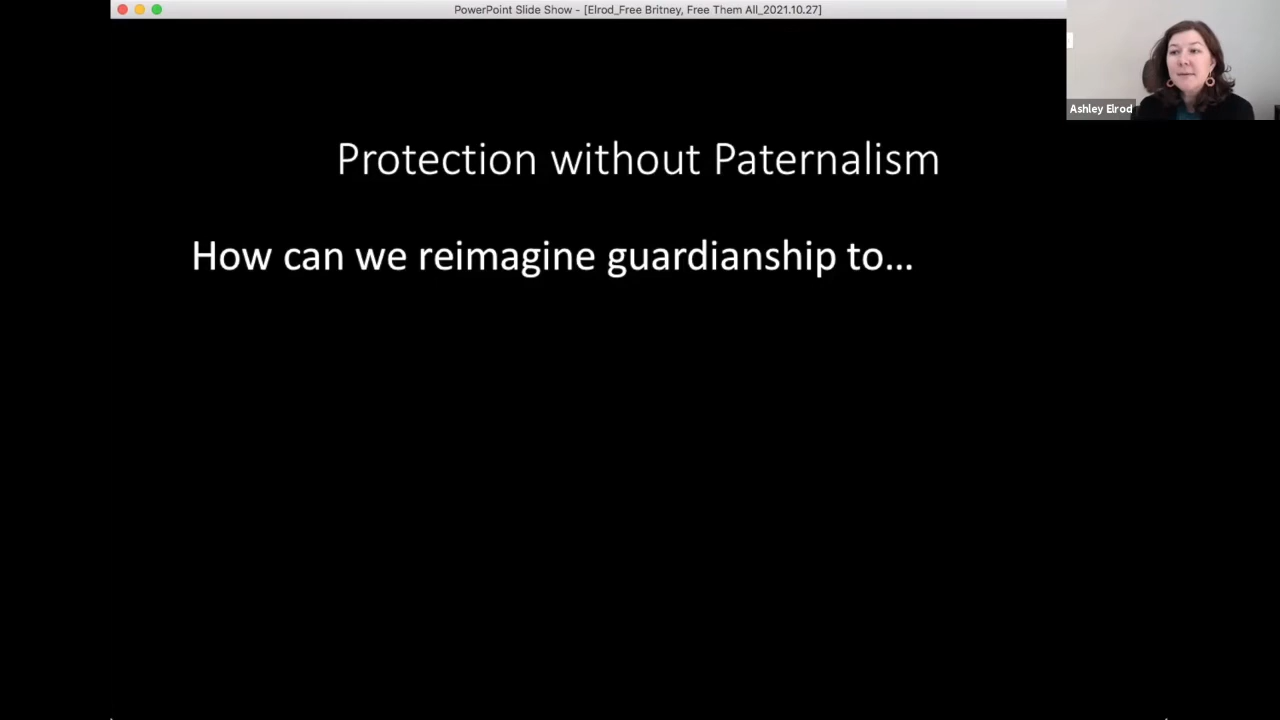 PowerPoint Slide Show - [Elrod_Free Britney, Free Them All_2021.10.27]
Ashley Elrod
Protection without Paternalism
How can we reimagine guardianship to...